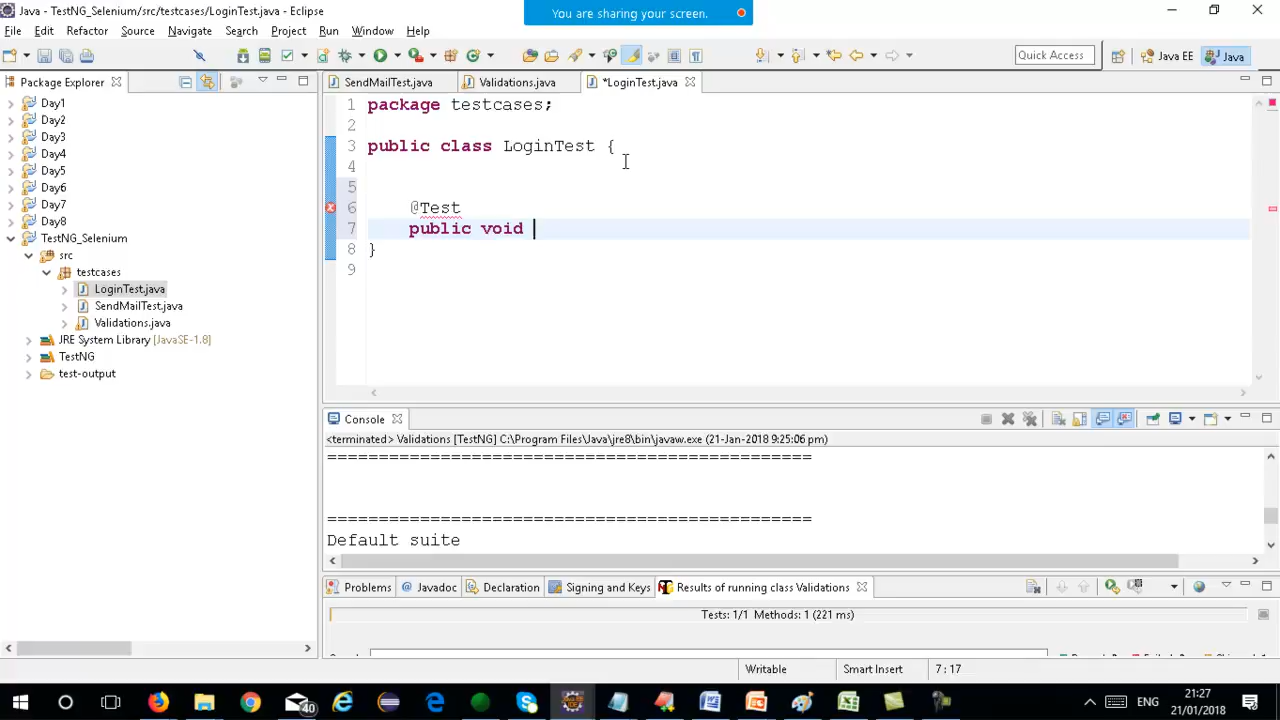 Java - TestNG_Selenium/src/testcases/LoginTest.java - Eclipse
You are sharing your screen.
File Edit Refactor Source Navigate Search Project Run Window Help
Quick Access
Java EE
Java
Package Explorer
SendMailTest.java
Validations.java
*LoginTest.java
Day1
Day2
Day3
Day4
Day5
Day6
Day7
Day8
TestNG_Selenium
src
testcases
LoginTest.java
SendMailTest.java
Validations.java
JRE System Library [JavaSE-1.8]
TestNG
test-output
1 package testcases;
2
3 public class LoginTest {
4
5
6 @Test
7 public void
8 }
9
Console
<terminated> Validations [TestNG] C:\Program Files\Java\jre8\bin\javaw.exe (21-Jan-2018 9:25:06 pm)
===============================================
===============================================
Default suite
Problems @ Javadoc Declaration Signing and Keys Results of running class Validations
Tests: 1/1 Methods: 1 (221 ms)
Writable Smart Insert 7 : 17
40
ENG
21:27
21/01/2018